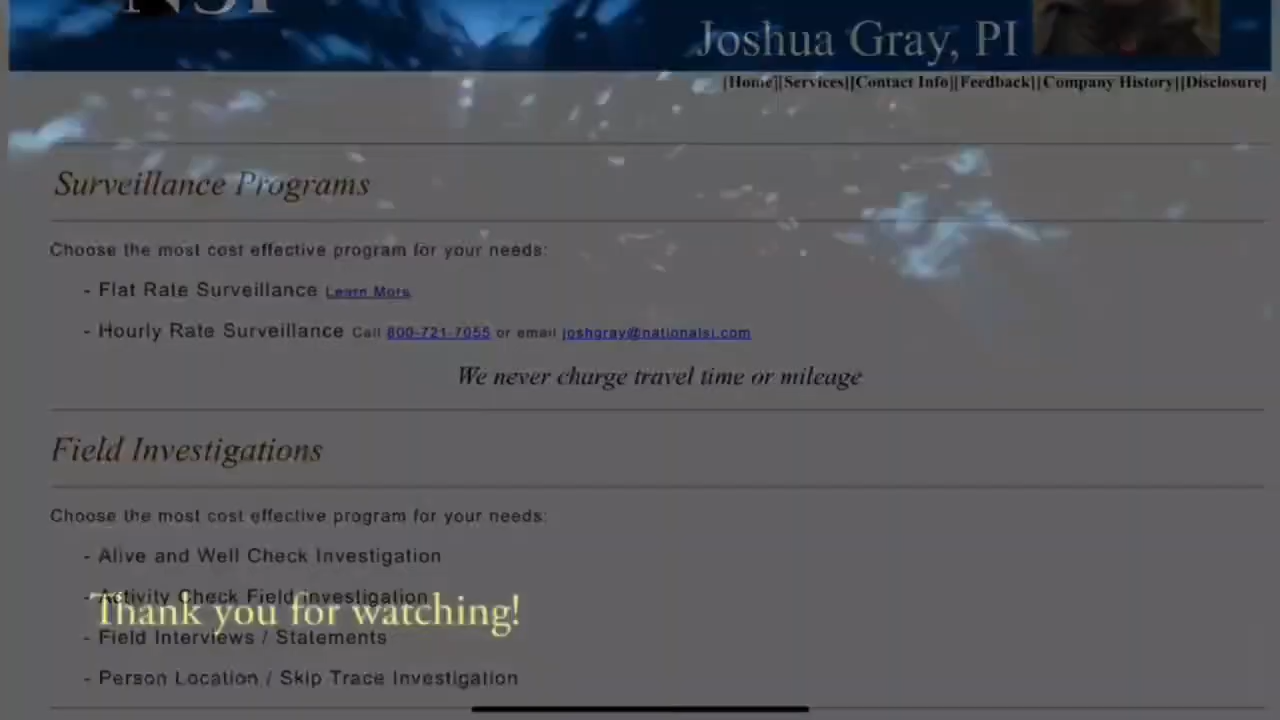 NSI
Joshua Gray, PI
[Home][Services][Contact Info][Feedback][Company History][Disclosure]
Surveillance Programs
Choose the most cost effective program for your needs:
- Flat Rate Surveillance Learn More
- Hourly Rate Surveillance Call 800-721-7055 or email joshgray@nationalsi.com
We never charge travel time or mileage
Field Investigations
Choose the most cost effective program for your needs:
- Alive and Well Check Investigation
- Activity Check Field Investigation
Thank you for watching!
- Field Interviews / Statements
- Person Location / Skip Trace Investigation